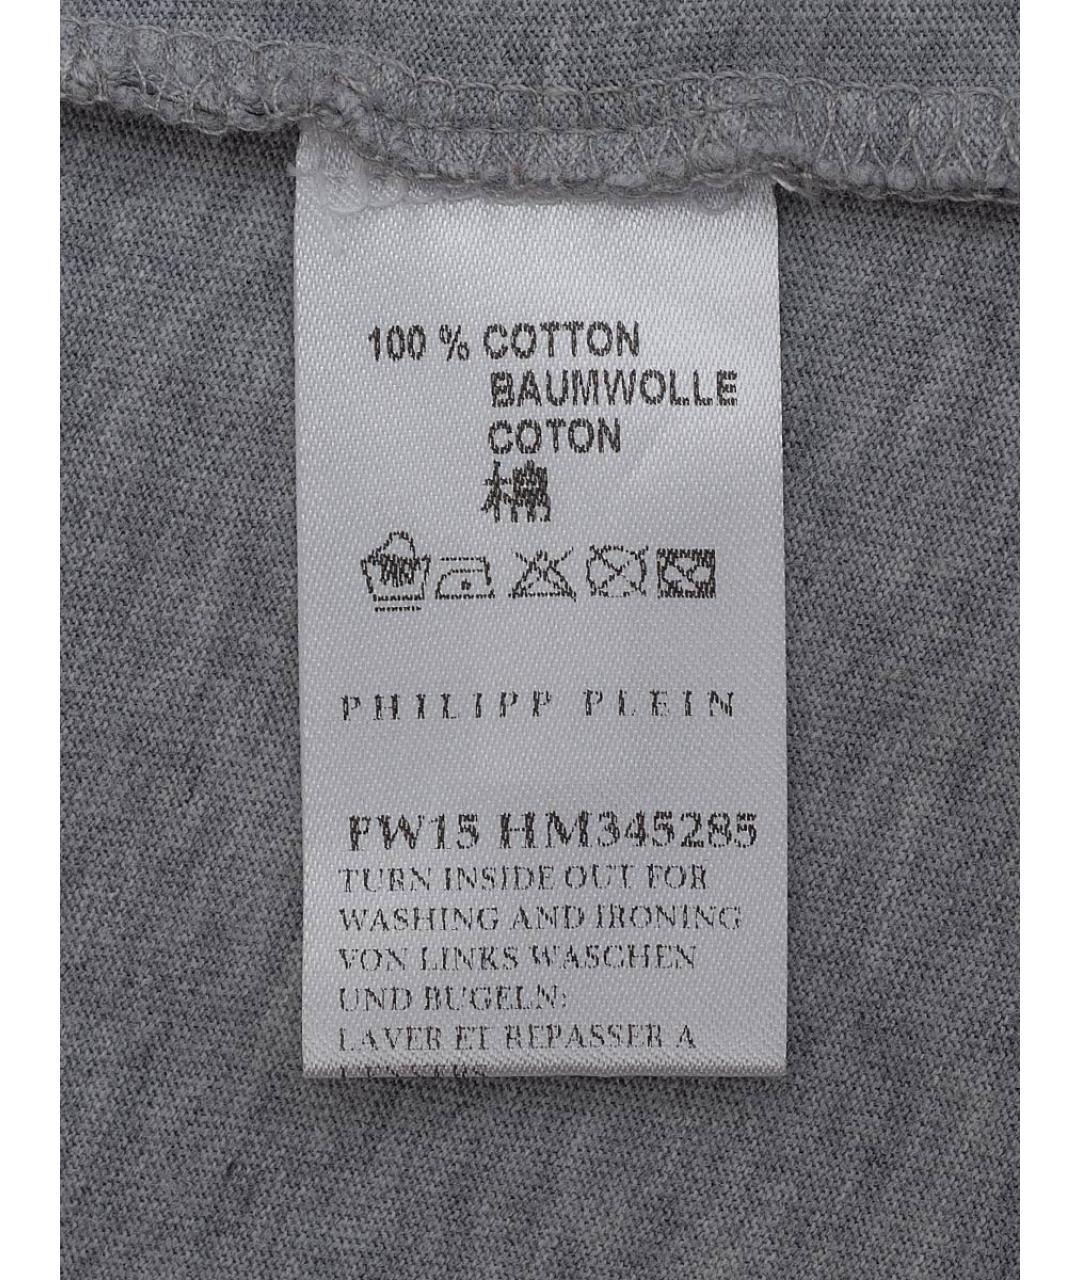 100 % COTTON
BAUMWOLLE
COTON
PHILIPP PLEIN
FW15 HM345285
TURN INSIDE OUT FOR
WASHING AND IRONING
VON LINKS WASCHEN
UND BUGELN:
LAVER ET REPASSER A